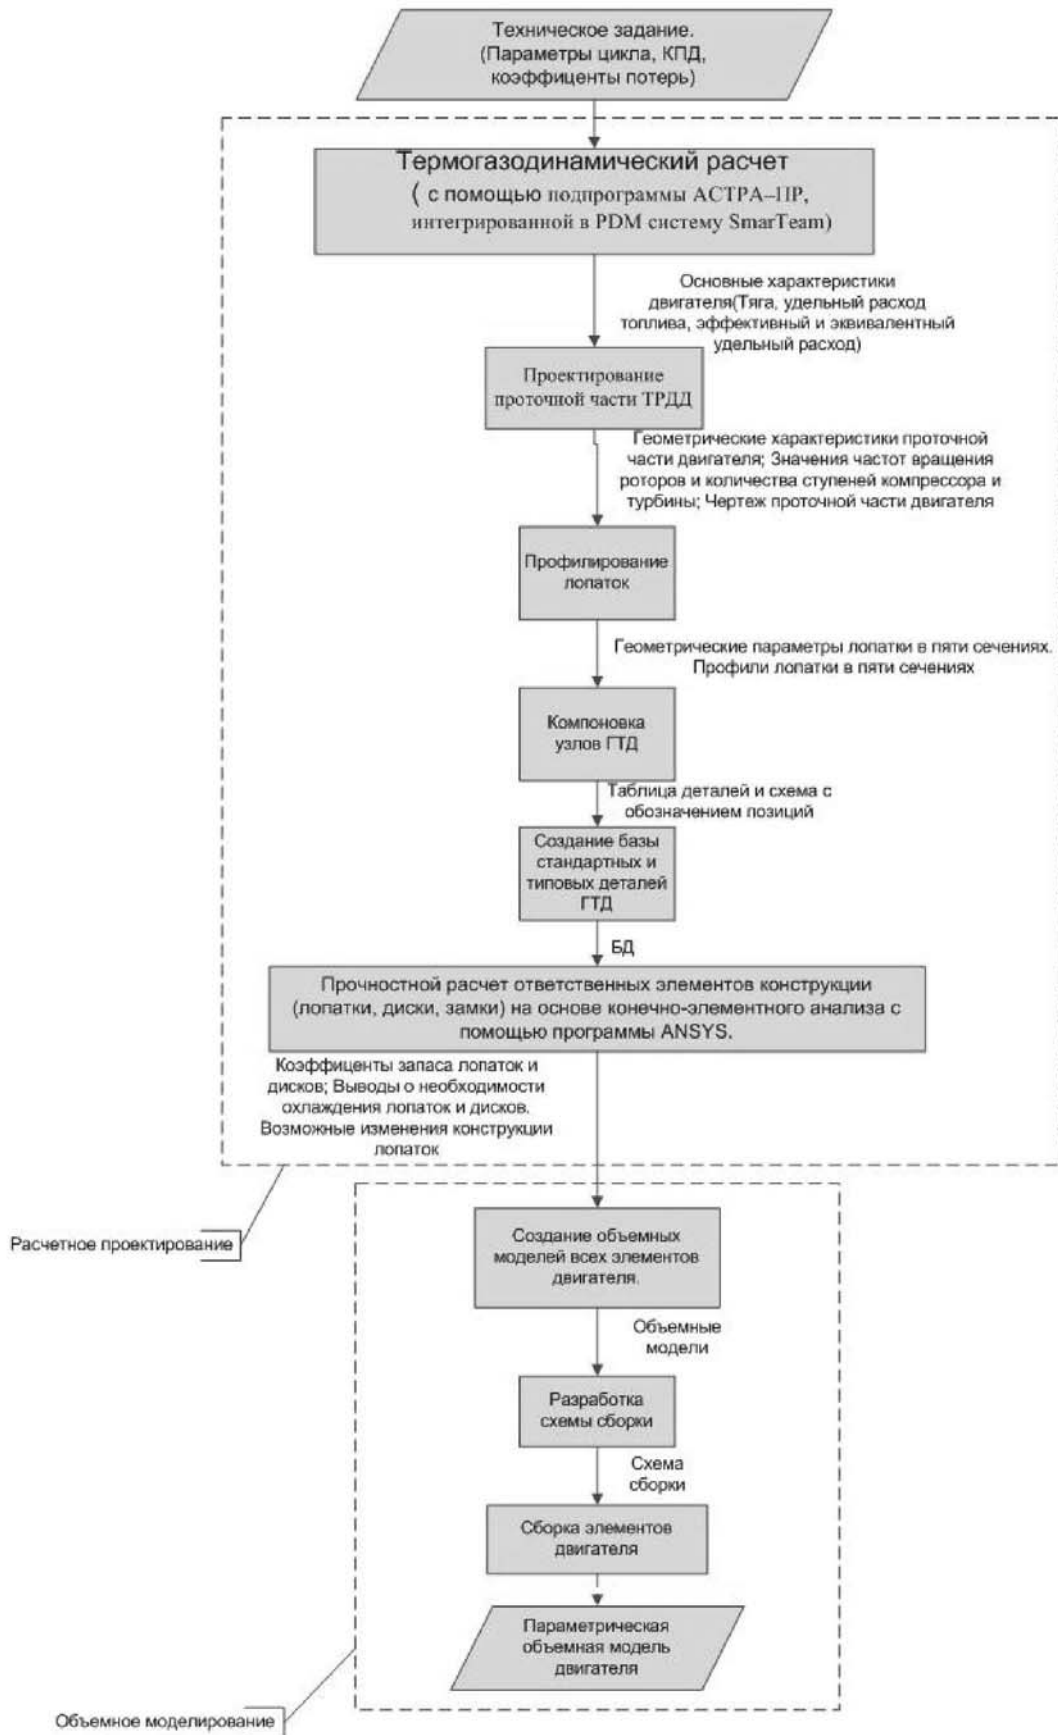 Техническое задание.
(Параметры цикла, КПД,
коэффиценты потерь)
Термогазодинамический расчет
( с помощью подпрограммы АСТРА–ПР,
интегрированной в PDM систему SmarTeam)
Основные характеристики
двигателя(Тяга, удельный расход
топлива, эффективный и эквивалентный
удельный расход)
Проектирование
проточной части ТРДД
Геометрические характеристики проточной
части двигателя; Значения частот вращения
роторов и количества ступеней компрессора и
турбины; Чертеж проточной части двигателя
Профилирование
лопаток
Геометрические параметры лопатки в пяти сечениях.
Профили лопатки в пяти сечениях
Компоновка
узлов ГТД
Таблица деталей и схема с
обозначением позиций
Создание базы
стандартных и
типовых деталей
ГТД
БД
Прочностной расчет ответственных элементов конструкции
(лопатки, диски, замки) на основе конечно-элементного анализа с
помощью программы ANSYS.
Коэффиценты запаса лопаток и
дисков; Выводы о необходимости
охлаждения лопаток и дисков.
Возможные изменения конструкции
лопаток
Расчетное проектирование
Создание объемных
моделей всех элементов
двигателя.
Объемные
модели
Разработка
схемы сборки
Схема
сборки
Сборка элементов
двигателя
Параметрическая
объемная модель
двигателя
Объемное моделирование